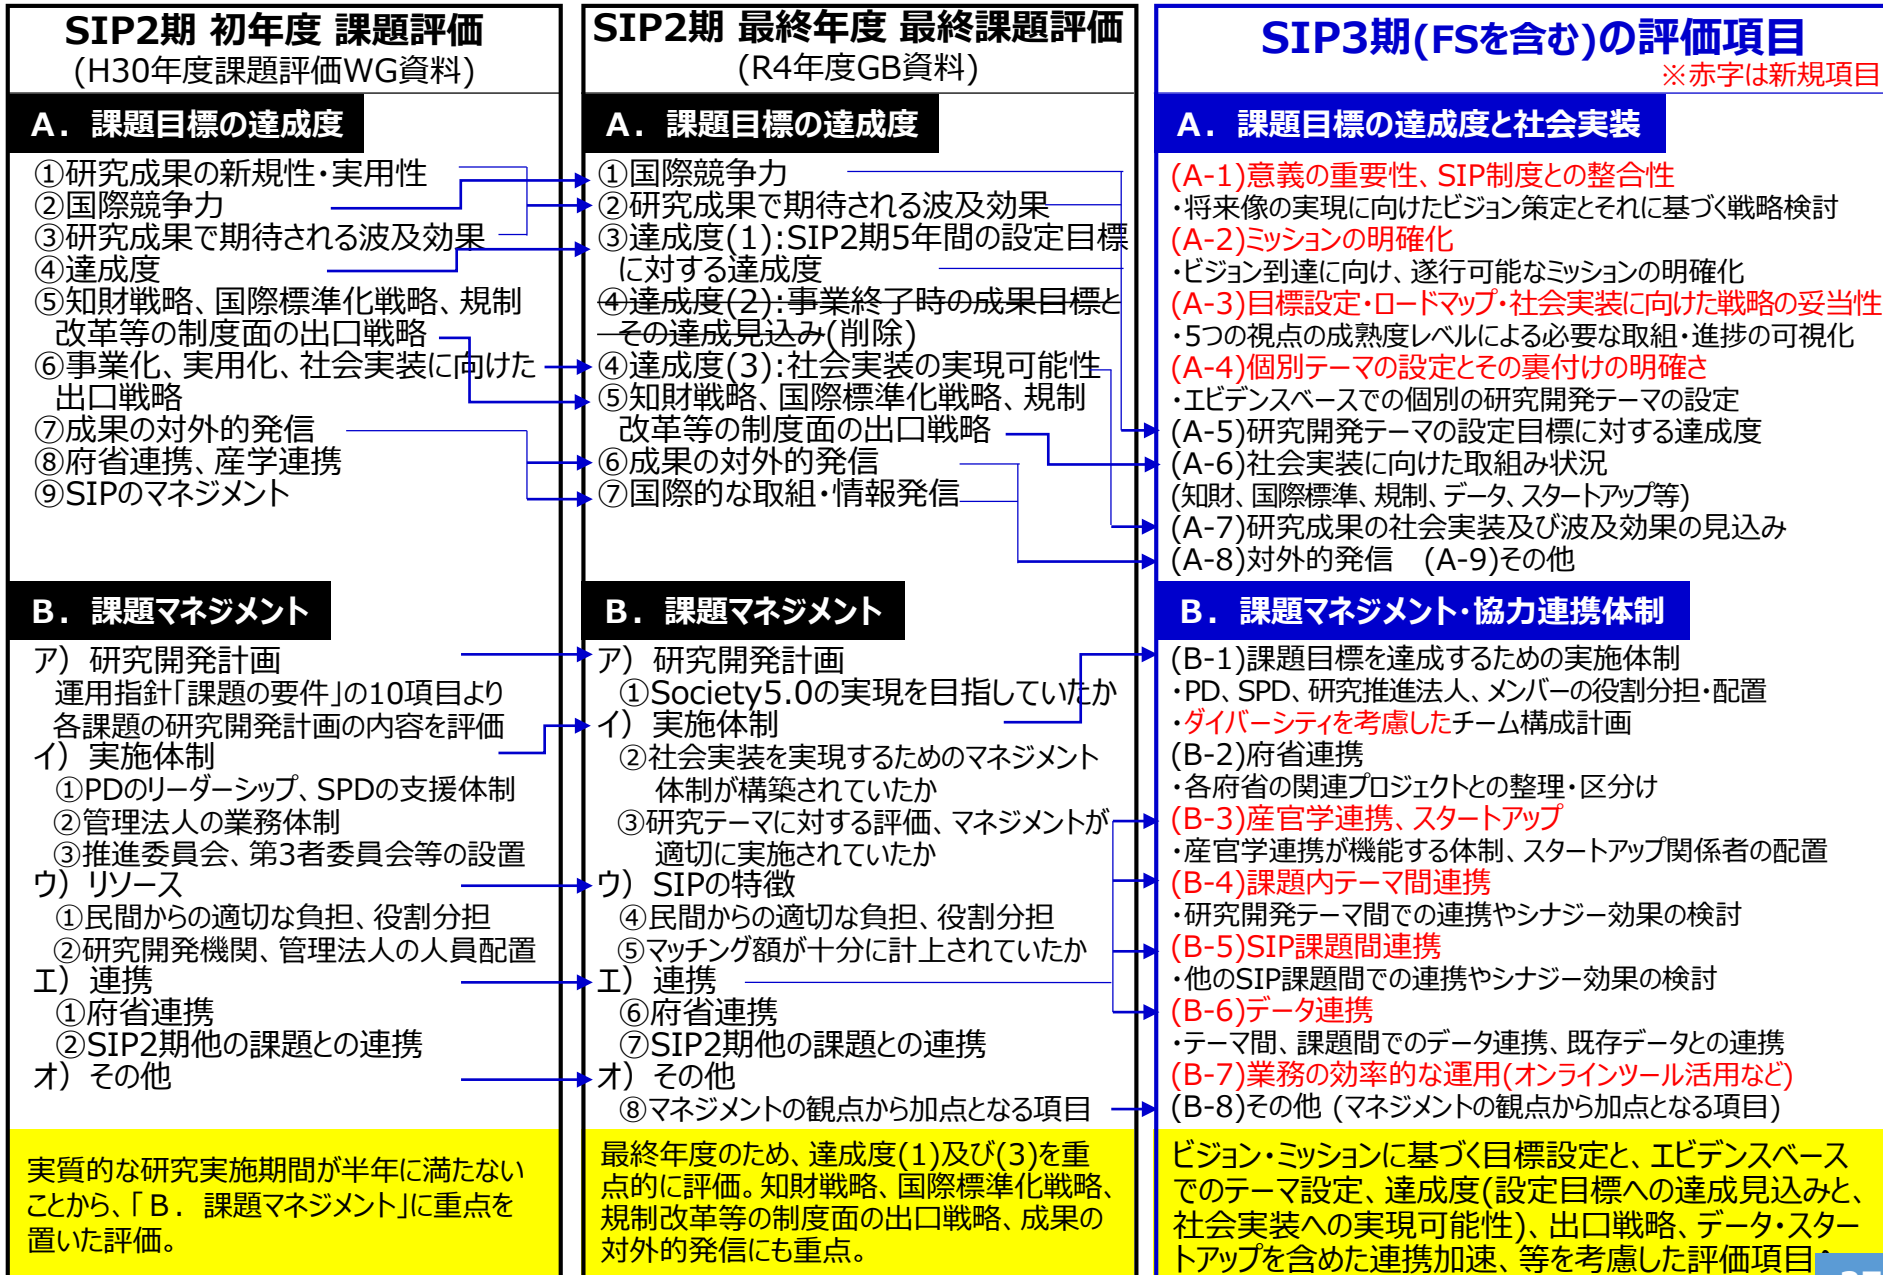 SIP2期 初年度 課題評価
(H30年度課題評価WG資料)
A. 課題目標の達成度
①研究成果の新規性・実用性
②国際競争力
③研究成果で期待される波及効果
④達成度
⑤知財戦略、国際標準化戦略、規制
改革等の制度面の出口戦略
⑥事業化、実用化、社会実装に向けた
出口戦略
⑦成果の対外的発信
⑧府省連携、産学連携
⑨SIPのマネジメント
B. 課題マネジメント
ア) 研究開発計画
運用指針「課題の要件」の10項目より
各課題の研究開発計画の内容を評価
イ) 実施体制
①PDのリーダーシップ、SPDの支援体制
②管理法人の業務体制
③推進委員会、第3者委員会等の設置
ウ) リソース
①民間からの適切な負担、役割分担
②研究開発機関、管理法人の人員配置
エ) 連携
①府省連携
②SIP2期他の課題との連携
オ) その他
実質的な研究実施期間が半年に満たない
ことから、「B. 課題マネジメント」に重点を
置いた評価。
SIP2期 最終年度 最終課題評価
(R4年度GB資料)
A. 課題目標の達成度
①国際競争力
②研究成果で期待される波及効果
③達成度(1):SIP2期5年間の設定目標
に対する達成度
④達成度(2):事業終了時の成果目標と
その達成見込み(削除)
④達成度(3):社会実装の実現可能性
⑤知財戦略、国際標準化戦略、規制
改革等の制度面の出口戦略
⑥成果の対外的発信
⑦国際的な取組・情報発信
B. 課題マネジメント
ア) 研究開発計画
①Society5.0の実現を目指していたか
イ) 実施体制
②社会実装を実現するためのマネジメント
体制が構築されていたか
③研究テーマに対する評価、マネジメントが
適切に実施されていたか
ウ) SIPの特徴
④民間からの適切な負担、役割分担
⑤マッチング額が十分に計上されていたか
エ) 連携
⑥府省連携
⑦SIP2期他の課題との連携
オ) その他
⑧マネジメントの観点から加点となる項目
最終年度のため、達成度(1)及び(3)を重
点的に評価。知財戦略、国際標準化戦略、
規制改革等の制度面の出口戦略、成果の
対外的発信にも重点。
SIP3期(FSを含む)の評価項目
※赤字は新規項目
A. 課題目標の達成度と社会実装
(A-1)意義の重要性、SIP制度との整合性
・将来像の実現に向けたビジョン策定とそれに基づく戦略検討
(A-2)ミッションの明確化
・ビジョン到達に向け、遂行可能なミッションの明確化
(A-3)目標設定・ロードマップ・社会実装に向けた戦略の妥当性
・5つの視点の成熟度レベルによる必要な取組・進捗の可視化
(A-4)個別テーマの設定とその裏付けの明確さ
・エビデンスベースでの個別の研究開発テーマの設定
(A-5)研究開発テーマの設定目標に対する達成度
(A-6)社会実装に向けた取組み状況
(知財、国際標準、規制、データ、スタートアップ等)
(A-7)研究成果の社会実装及び波及効果の見込み
(A-8)対外的発信 (A-9)その他
B. 課題マネジメント・協力連携体制
(B-1)課題目標を達成するための実施体制
・PD、SPD、研究推進法人、メンバーの役割分担・配置
・ダイバーシティを考慮したチーム構成計画
(B-2)府省連携
・各府省の関連プロジェクトとの整理・区分け
(B-3)産官学連携、スタートアップ
・産官学連携が機能する体制、スタートアップ関係者の配置
(B-4)課題内テーマ間連携
・研究開発テーマ間での連携やシナジー効果の検討
(B-5)SIP課題間連携
・他のSIP課題間での連携やシナジー効果の検討
(B-6)データ連携
・テーマ間、課題間でのデータ連携、既存データとの連携
(B-7)業務の効率的な運用(オンラインツール活用など)
(B-8)その他 (マネジメントの観点から加点となる項目)
ビジョン・ミッションに基づく目標設定と、エビデンスベース
でのテーマ設定、達成度(設定目標への達成見込みと、
社会実装への実現可能性)、出口戦略、データ・スター
トアップを含めた連携加速、等を考慮した評価項目